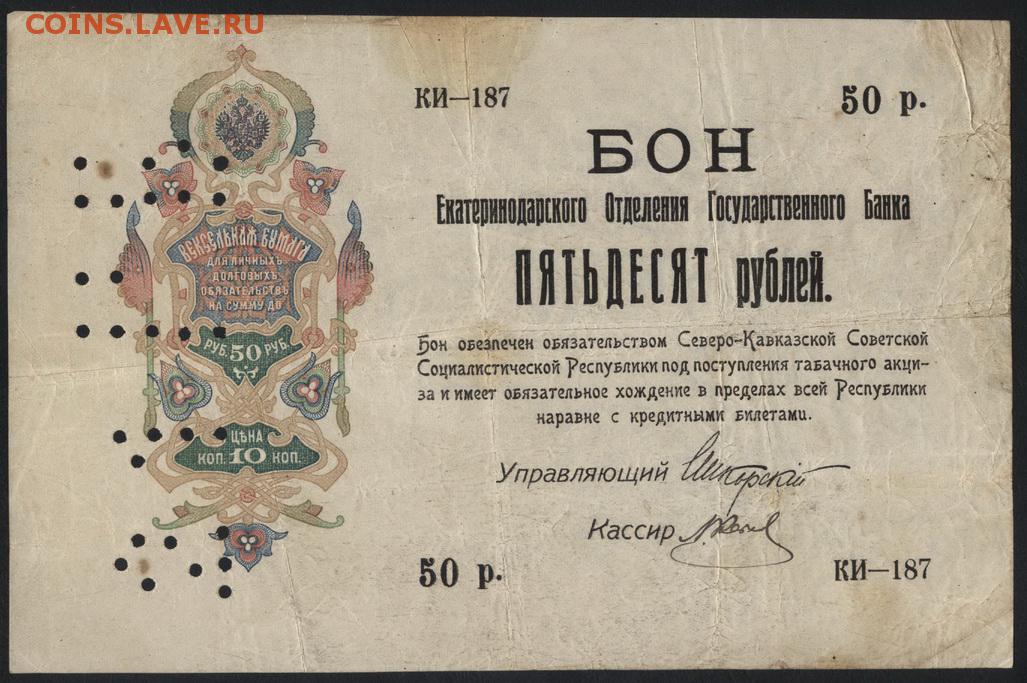 COINS.LAVE.RU
КИ—187
50 р.
БОН
Екатеринодарского Отделения Государственного Банка
ПЯТЬДЕСЯТ рублей.
Бон обезпечен обязательством Северо-Кавказской Советской
Социалистической Республики под поступления табачного акци-
за и имеет обязательное хождение в пределах всей Республики
наравне с кредитными билетами.
Управляющий
Кассир
50 р.
КИ—187
ВЕКСЕЛЬНАЯ БУМАГА
ДЛЯ ЛИЧНЫХЪ
ДОЛГОВЫХЪ
ОБЯЗАТЕЛЬСТВЪ
НА СУММУ ДО
РУБ. 50 РУБ.
ЦѢНА
КОП. 10 КОП.